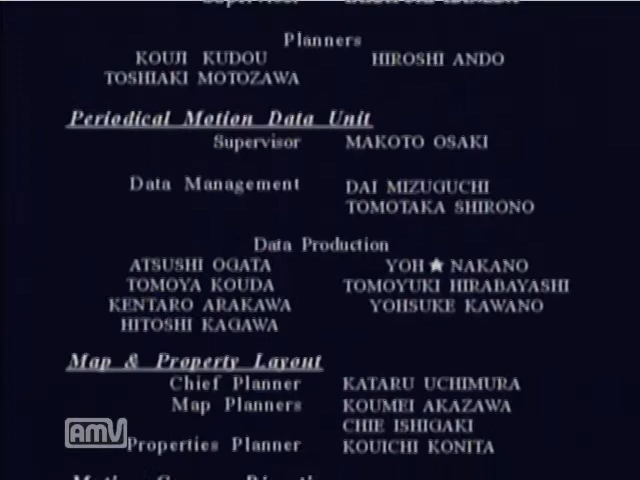 Supervisor
Planners
KOUJI KUDOU HIROSHI ANDO
TOSHIAKI MOTOZAWA
Periodical Motion Data Unit
Supervisor MAKOTO OSAKI
Data Management DAI MIZUGUCHI
TOMOTAKA SHIRONO
Data Production
ATSUSHI OGATA YOH★NAKANO
TOMOYA KOUDA TOMOYUKI HIRABAYASHI
KENTARO ARAKAWA YOHSUKE KAWANO
HITOSHI KAGAWA
Map & Property Layout
Chief Planner KATARU UCHIMURA
Map Planners KOUMEI AKAZAWA
CHIE ISHIGAKI
AMV
Properties Planner KOUICHI KONITA